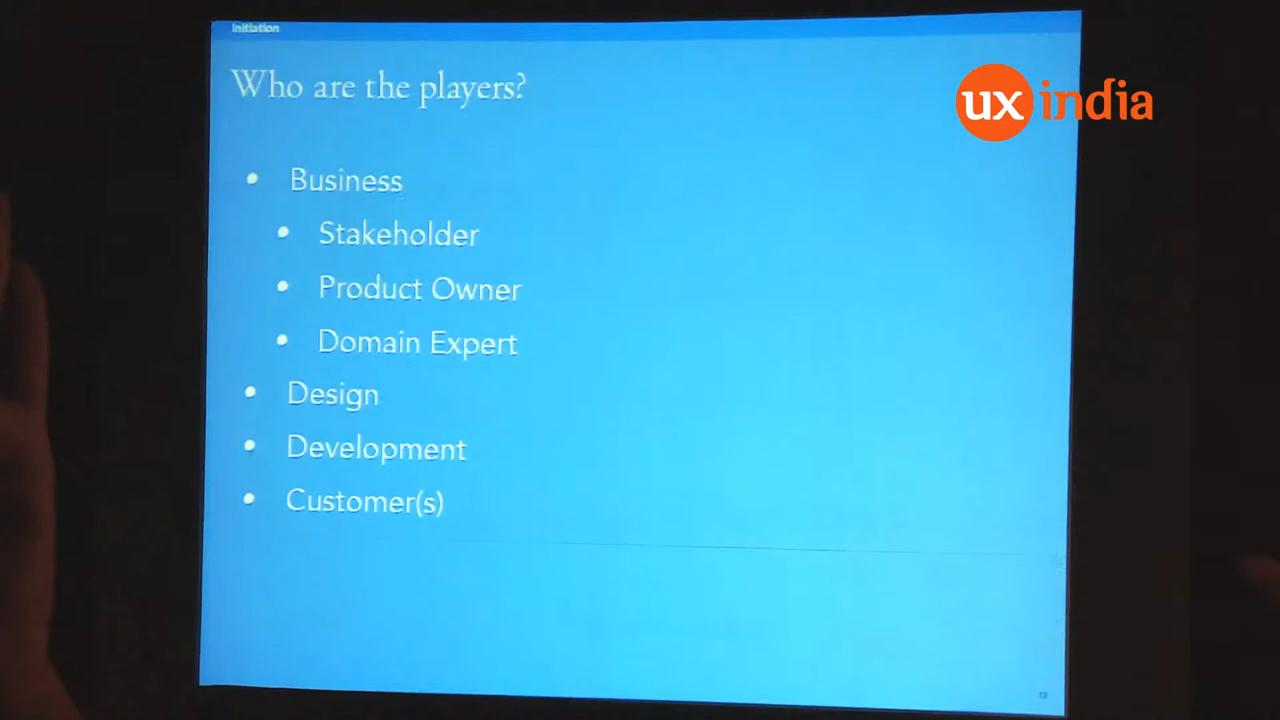 Initiation
Who are the players?
ux india
• Business
• Stakeholder
• Product Owner
• Domain Expert
• Design
• Development
• Customer(s)